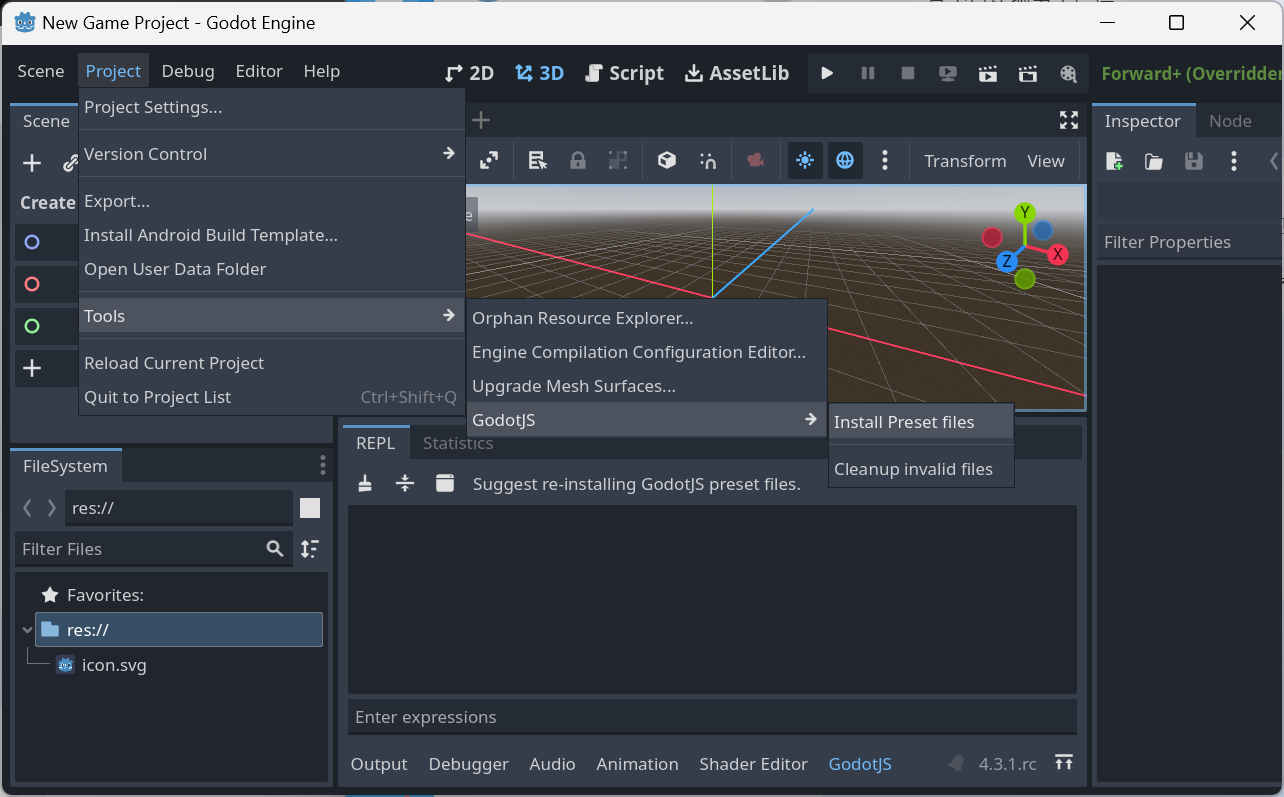 New Game Project - Godot Engine
Scene Project Debug Editor Help 2D 3D Script AssetLib Forward+ (Overridden
Scene
Project Settings...
Version Control
Export...
Install Android Build Template...
Open User Data Folder
Tools
Reload Current Project
Quit to Project List Ctrl+Shift+Q
Create
Transform View
e
Y
X
Z
Orphan Resource Explorer...
Engine Compilation Configuration Editor...
Upgrade Mesh Surfaces...
GodotJS
Install Preset files
Cleanup invalid files
Inspector Node
Filter Properties
FileSystem
res://
Filter Files
Favorites:
res://
icon.svg
REPL Statistics
Suggest re-installing GodotJS preset files.
Enter expressions
Output Debugger Audio Animation Shader Editor GodotJS 4.3.1.rc